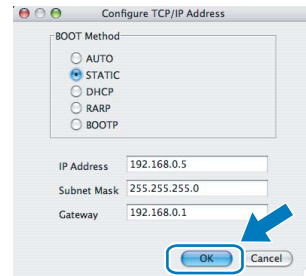 Configure TCP/IP Address
BOOT Method
AUTO
STATIC
DHCP
RARP
BOOTP
IP Address 192.168.0.5
Subnet Mask 255.255.255.0
Gateway 192.168.0.1
OK Cancel